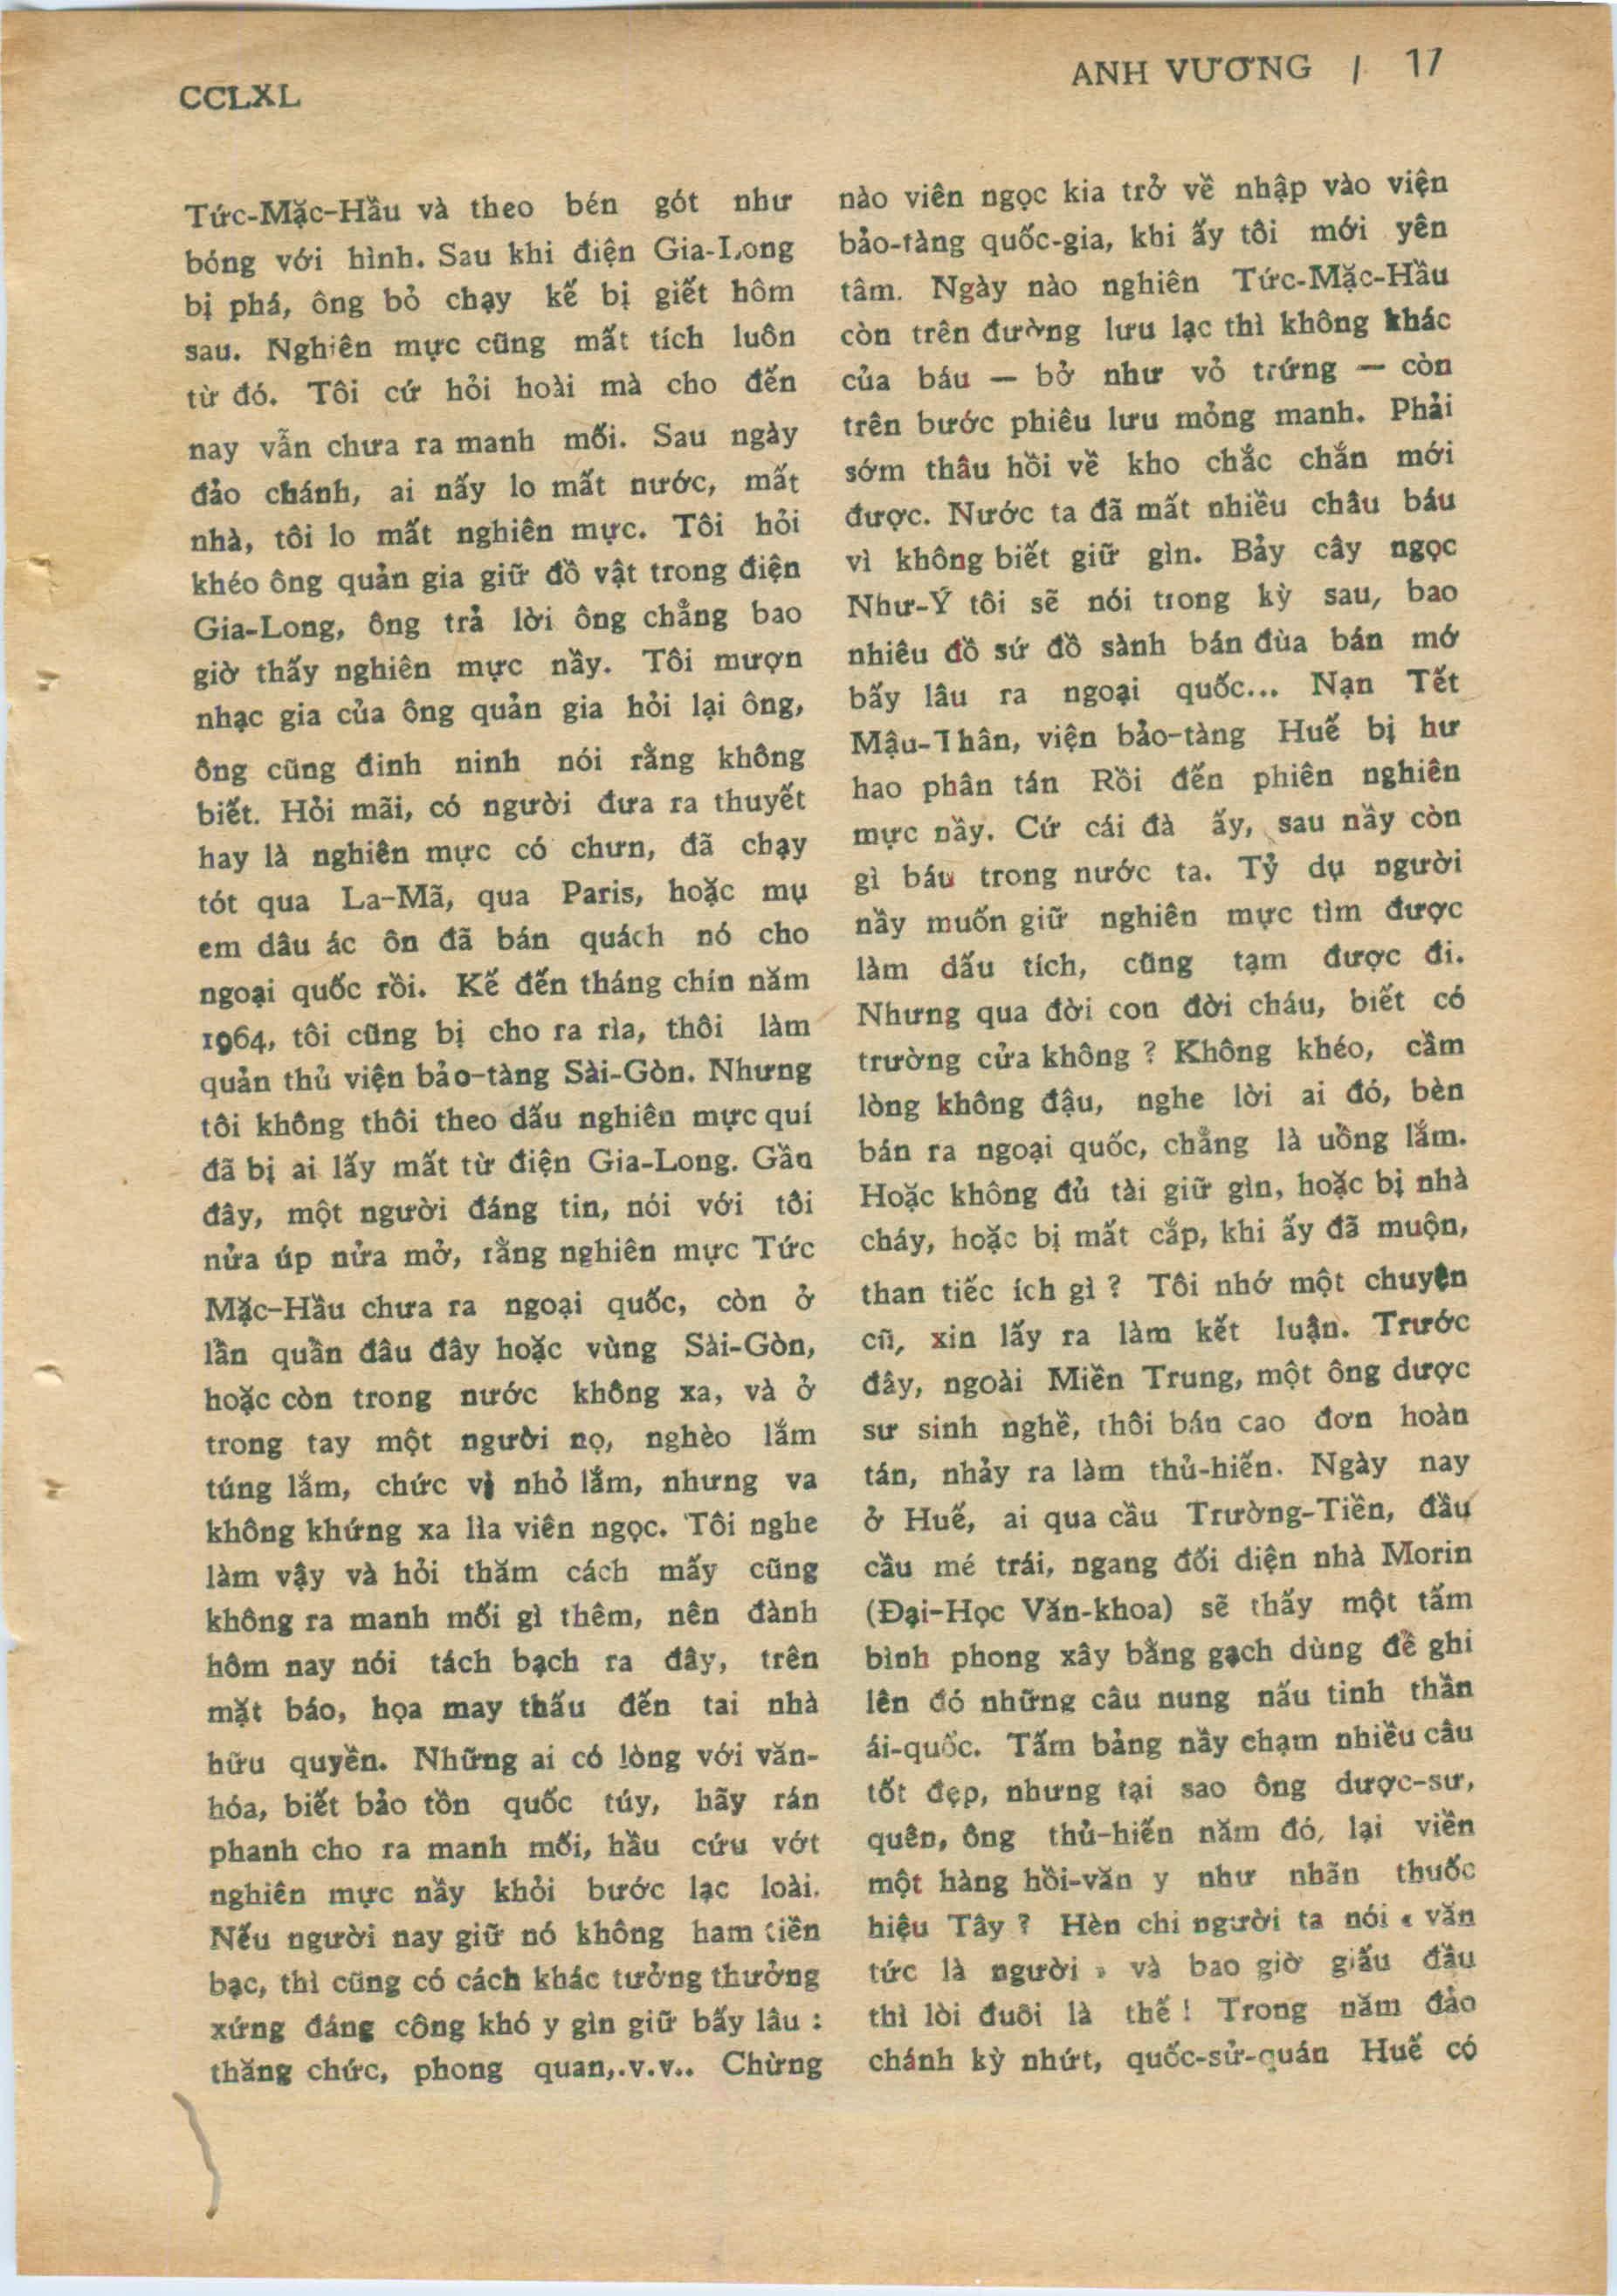 CCLXL
ANH VƯƠNG / 17
Tức-Mặc-Hầu và theo bén gót như
bóng với hình. Sau khi điện Gia-Long
bị phá, ông bỏ chạy kế bị giết hôm
sau. Nghiên mực cũng mất tích luôn
từ đó. Tôi cứ hỏi hoài mà cho đến
nay vẫn chưa ra manh mối. Sau ngày
đảo chánh, ai nấy lo mất nước, mất
nhà, tôi lo mất nghiên mực. Tôi hỏi
khéo ông quản gia giữ đồ vật trong điện
Gia-Long, ông trả lời ông chẳng bao
giờ thấy nghiên mực nầy. Tôi mượn
nhạc gia của ông quản gia hỏi lại ông,
ông cũng đinh ninh nói rằng không
biết. Hỏi mãi, có người đưa ra thuyết
hay là nghiên mực có chưn, đã chạy
tót qua La-Mã, qua Paris, hoặc mụ
em dâu ác ôn đã bán quách nó cho
ngoại quốc rồi. Kế đến tháng chín năm
1964, tôi cũng bị cho ra rìa, thôi làm
quản thủ viện bảo-tàng Sài-Gòn. Nhưng
tôi không thôi theo dấu nghiên mực quí
đã bị ai lấy mất từ điện Gia-Long. Gần
đây, một người đáng tin, nói với tôi
nửa úp nửa mở, rằng nghiên mực Tức
Mặc-Hầu chưa ra ngoại quốc, còn ở
lần quần đâu đây hoặc vùng Sài-Gòn,
hoặc còn trong nước không xa, và ở
trong tay một người nọ, nghèo lắm
túng lắm, chức vị nhỏ lắm, nhưng va
không khứng xa lìa viên ngọc. Tôi nghe
làm vậy và hỏi thăm cách mấy cũng
không ra manh mối gì thêm, nên đành
hôm nay nói tách bạch ra đây, trên
mặt báo, họa may thấu đến tai nhà
hữu quyền. Những ai có lòng với văn-
hóa, biết bảo tồn quốc túy, hãy rán
phanh cho ra manh mối, hầu cứu vớt
nghiên mực nầy khỏi bước lạc loài.
Nếu người nay giữ nó không ham tiền
bạc, thì cũng có cách khác tưởng thưởng
xứng đáng công khó y gìn giữ bấy lâu :
thăng chức, phong quan,.v.v.. Chừng
nào viên ngọc kia trở về nhập vào viện
bảo-tàng quốc-gia, khi ấy tôi mới yên
tâm. Ngày nào nghiên Tức-Mặc-Hầu
còn trên đường lưu lạc thì không khác
của báu — bở như vỏ trứng — còn
trên bước phiêu lưu mỏng manh. Phải
sớm thâu hồi về kho chắc chắn mới
được. Nước ta đã mất nhiều châu báu
vì không biết giữ gìn. Bảy cây ngọc
Như-Ý tôi sẽ nói trong kỳ sau, bao
nhiêu đồ sứ đồ sành bán đùa bán mớ
bấy lâu ra ngoại quốc... Nạn Tết
Mậu-Thân, viện bảo-tàng Huế bị hư
hao phân tán Rồi đến phiên nghiên
mực nầy. Cứ cái đà ấy, sau nầy còn
gì báu trong nước ta. Tỷ dụ người
nầy muốn giữ nghiên mực tìm được
làm dấu tích, cũng tạm được đi.
Nhưng qua đời con đời cháu, biết có
trường cửa không ? Không khéo, cầm
lòng không đậu, nghe lời ai đó, bèn
bán ra ngoại quốc, chẳng là uồng lắm.
Hoặc không đủ tài giữ gìn, hoặc bị nhà
cháy, hoặc bị mất cắp, khi ấy đã muộn,
than tiếc ích gì ? Tôi nhớ một chuyện
cũ, xin lấy ra làm kết luận. Trước
đây, ngoài Miền Trung, một ông dược
sư sinh nghề, thôi bán cao đơn hoàn
tán, nhảy ra làm thủ-hiến. Ngày nay
ở Huế, ai qua cầu Trường-Tiền, đầu
cầu mé trái, ngang đối diện nhà Morin
(Đại-Học Văn-khoa) sẽ thấy một tấm
bình phong xây bằng gạch dùng để ghi
lên đó những câu nung nấu tinh thần
ái-quốc. Tấm bảng nầy chạm nhiều câu
tốt đẹp, nhưng tại sao ông dược-sư,
quên, ông thủ-hiến năm đó, lại viền
một hàng hồi-văn y như nhãn thuốc
hiệu Tây ? Hèn chi người ta nói « văn
tức là người » và bao giờ giấu đầu
thì lòi đuôi là thế ! Trong năm đảo
chánh kỳ nhứt, quốc-sử-quán Huế có